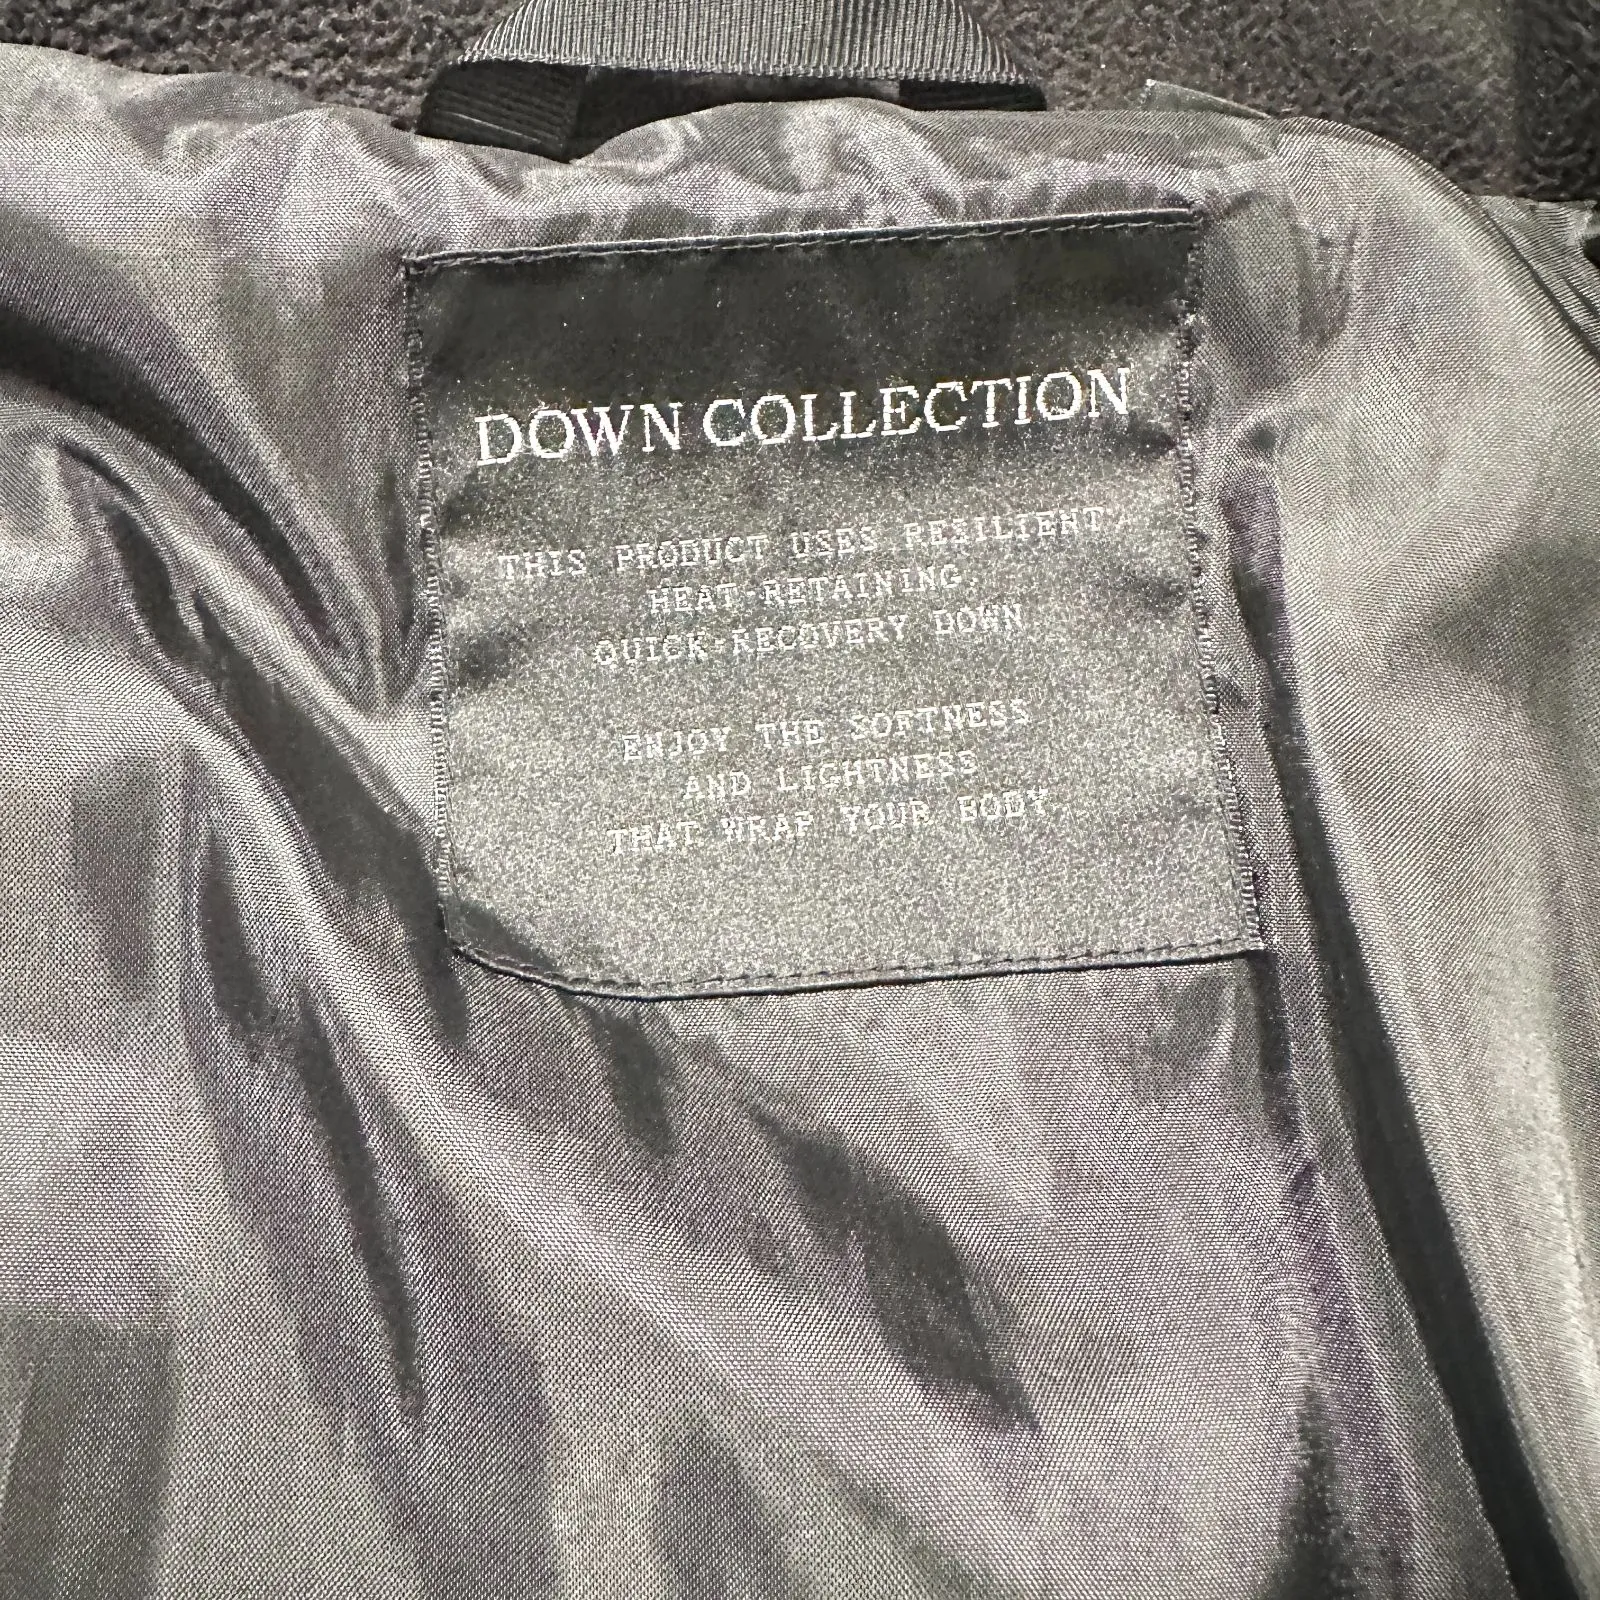 DOWN COLLECTION
THIS PRODUCT USES RESILIENT,
HEAT-RETAINING,
QUICK-RECOVERY DOWN
ENJOY THE SOFTNESS
AND LIGHTNESS
THAT WRAP YOUR BODY.